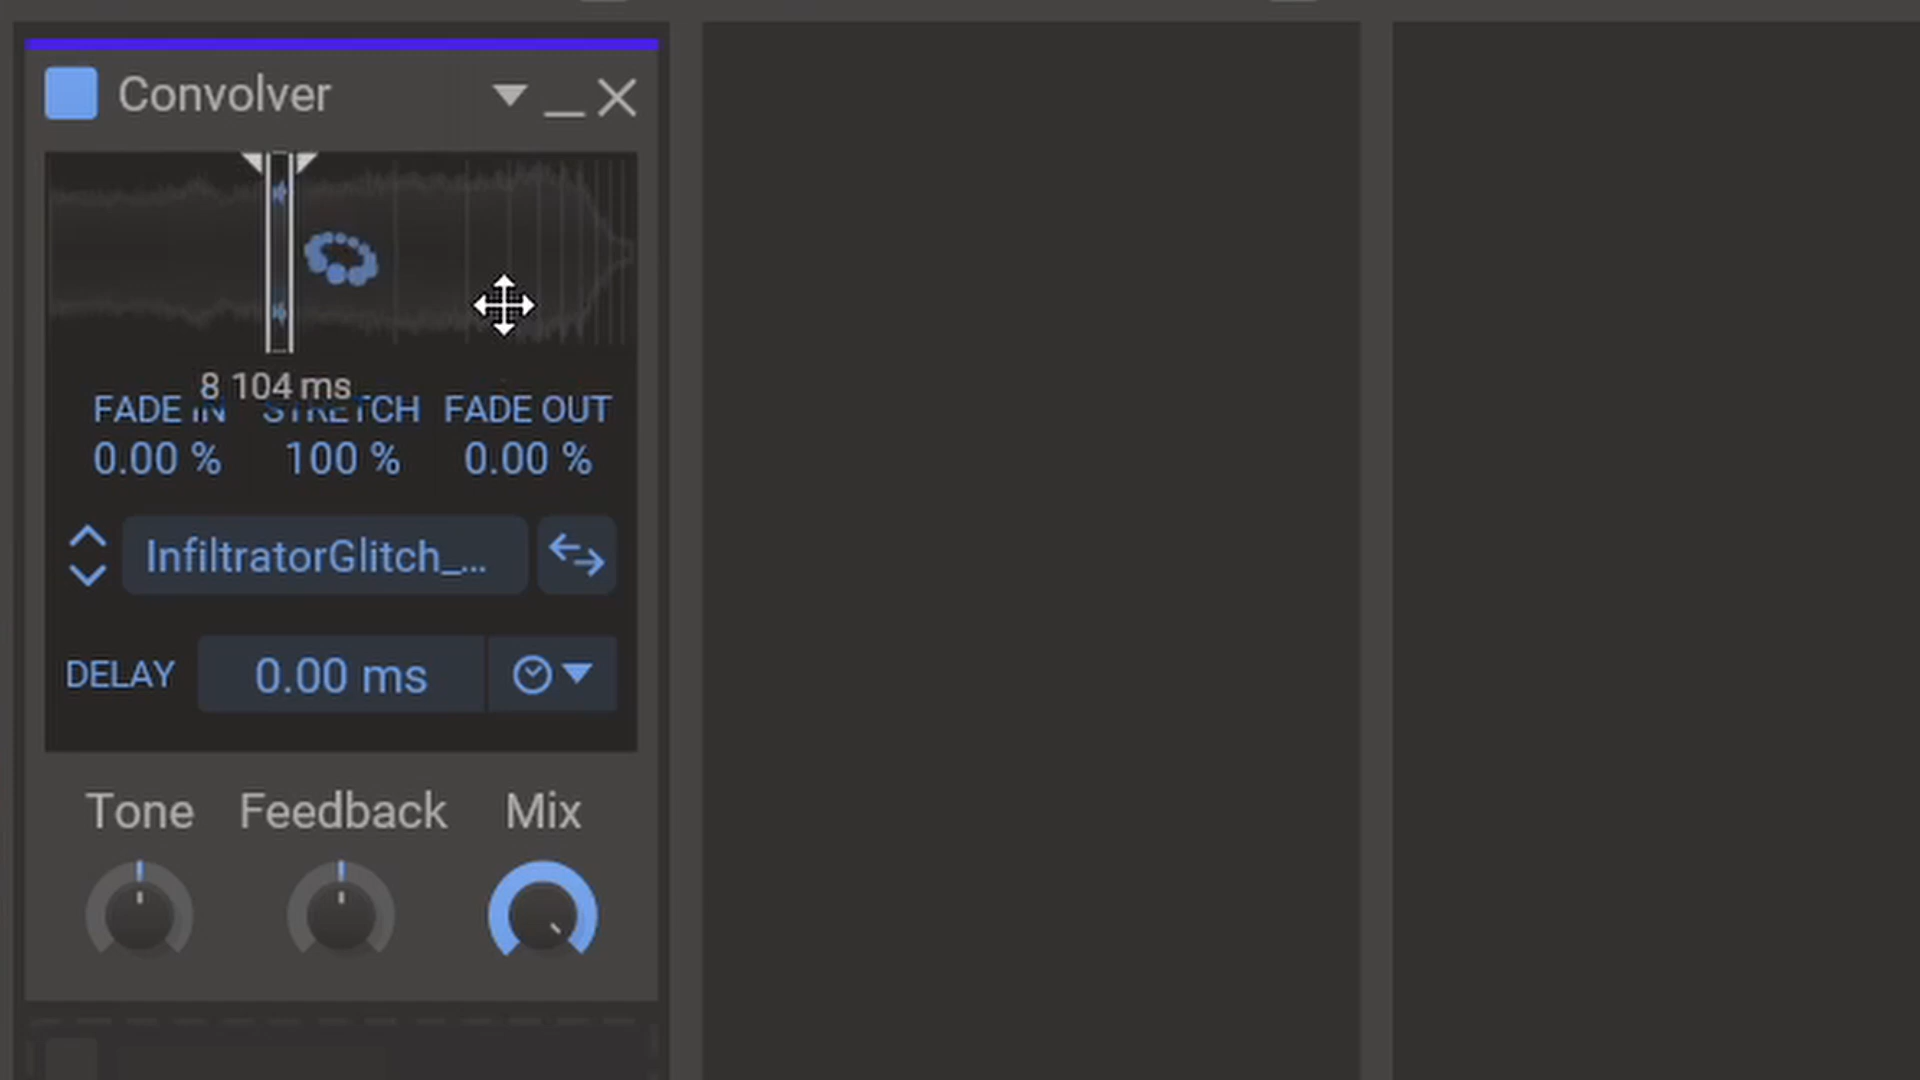 Convolver
8 104 ms
FADE IN STRETCH FADE OUT
0.00 % 100 % 0.00 %
InfiltratorGlitch_...
DELAY 0.00 ms
Tone Feedback Mix